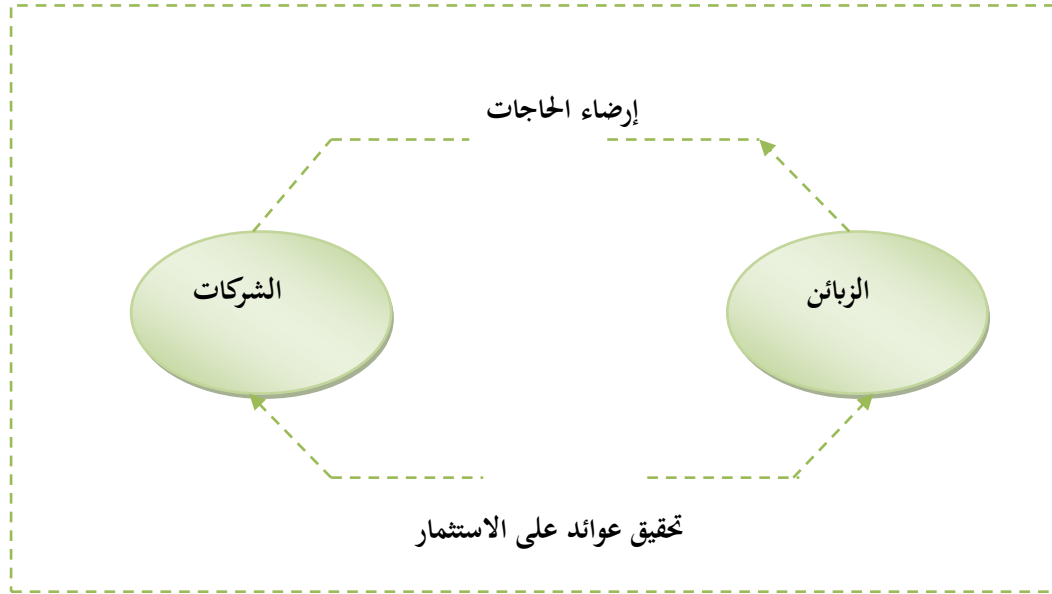 إرضاء الحاجات
الزبائن
الشركات
تحقيق عوائد على الاستثمار